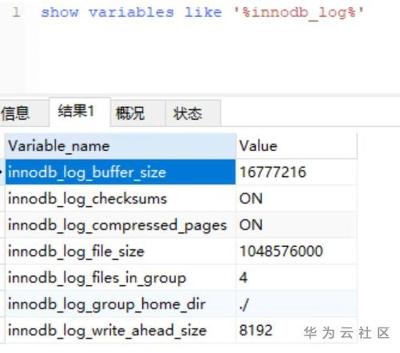 1 show variables like '%innodb_log%'
信息 结果1 概况 状态
Variable_name Value
innodb_log_buffer_size 16777216
innodb_log_checksums ON
innodb_log_compressed_pages ON
innodb_log_file_size 1048576000
innodb_log_files_in_group 4
innodb_log_group_home_dir ./
innodb_log_write_ahead_size 8192
华为云社区